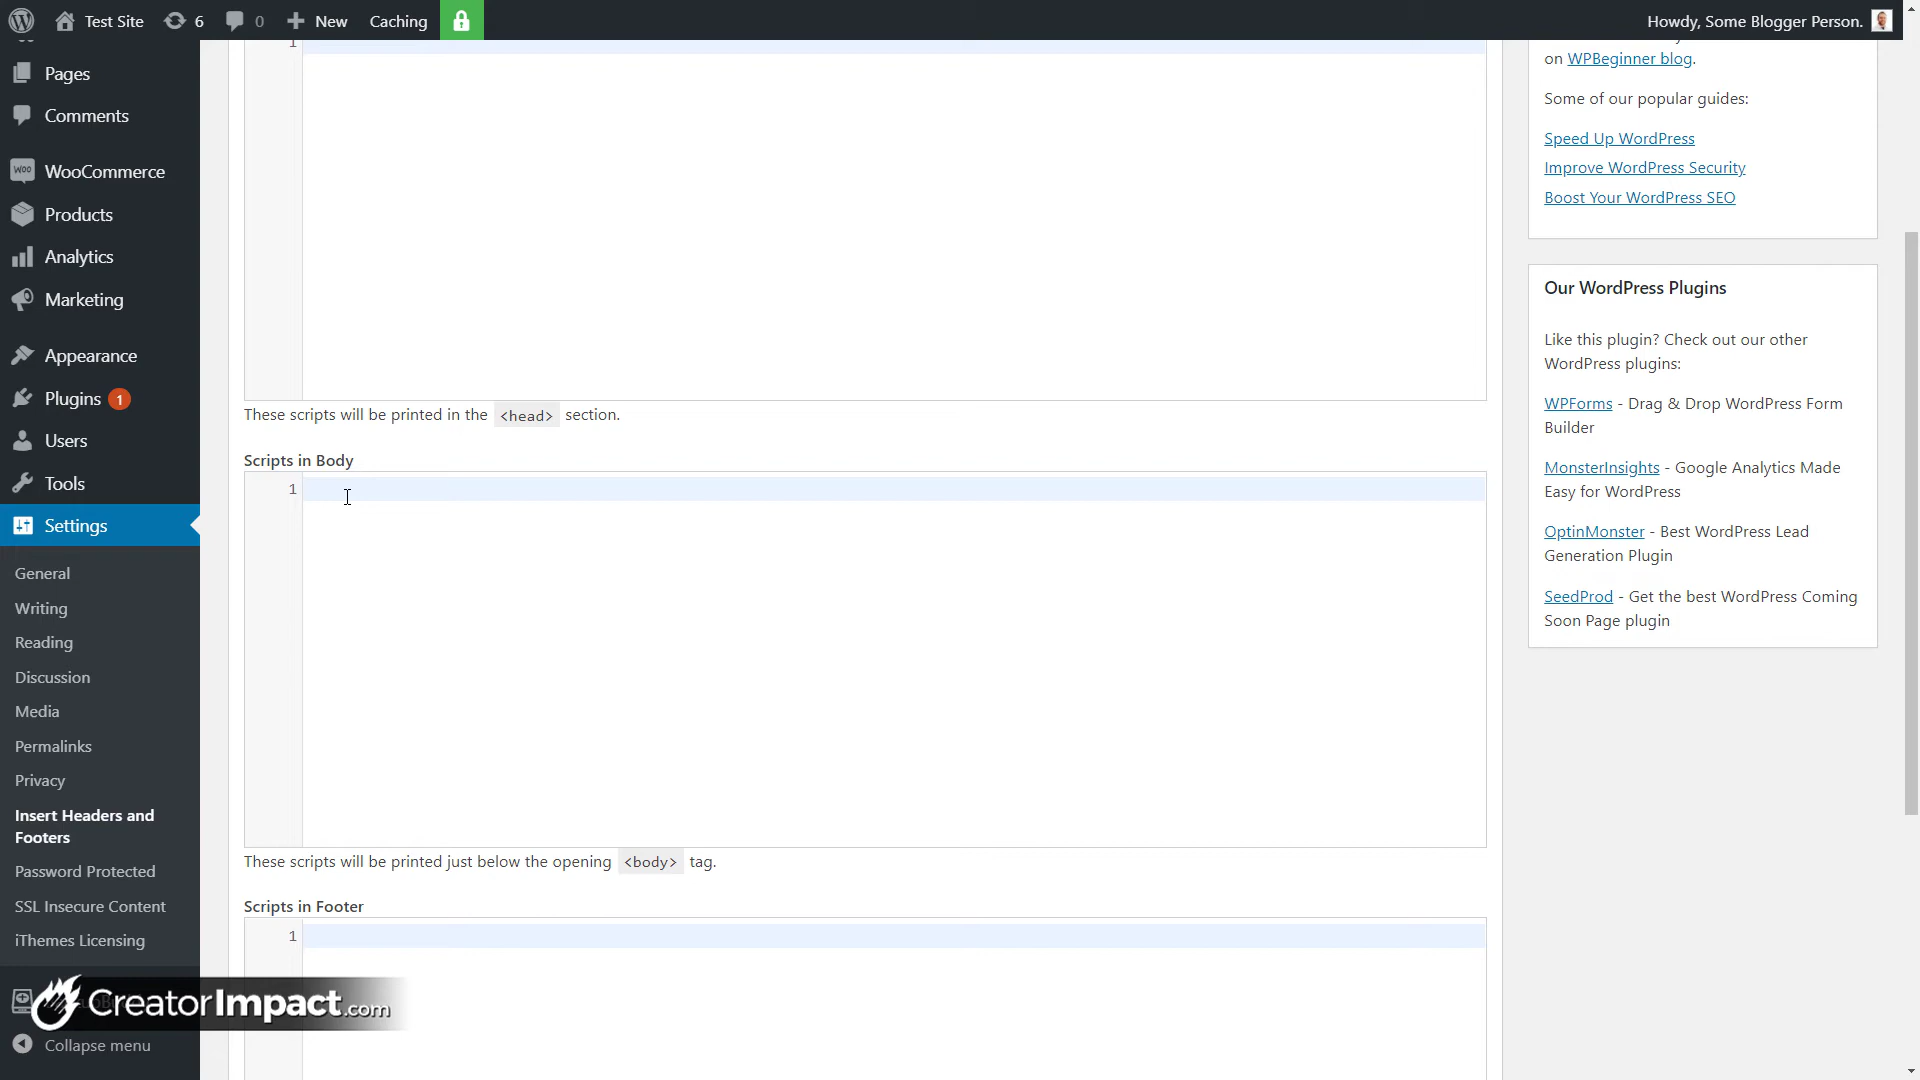 Test Site 6 0 New Caching
Howdy, Some Blogger Person.
Pages
Comments
WooCommerce
Products
Analytics
Marketing
Appearance
Plugins 1
Users
Tools
Settings
General
Writing
Reading
Discussion
Media
Permalinks
Privacy
Insert Headers and
Footers
Password Protected
SSL Insecure Content
iThemes Licensing
CreatorImpact.com
Collapse menu
1
These scripts will be printed in the <head> section.
Scripts in Body
1
These scripts will be printed just below the opening <body> tag.
Scripts in Footer
1
on WPBeginner blog.
Some of our popular guides:
Speed Up WordPress
Improve WordPress Security
Boost Your WordPress SEO
Our WordPress Plugins
Like this plugin? Check out our other
WordPress plugins:
WPForms - Drag & Drop WordPress Form
Builder
MonsterInsights - Google Analytics Made
Easy for WordPress
OptinMonster - Best WordPress Lead
Generation Plugin
SeedProd - Get the best WordPress Coming
Soon Page plugin